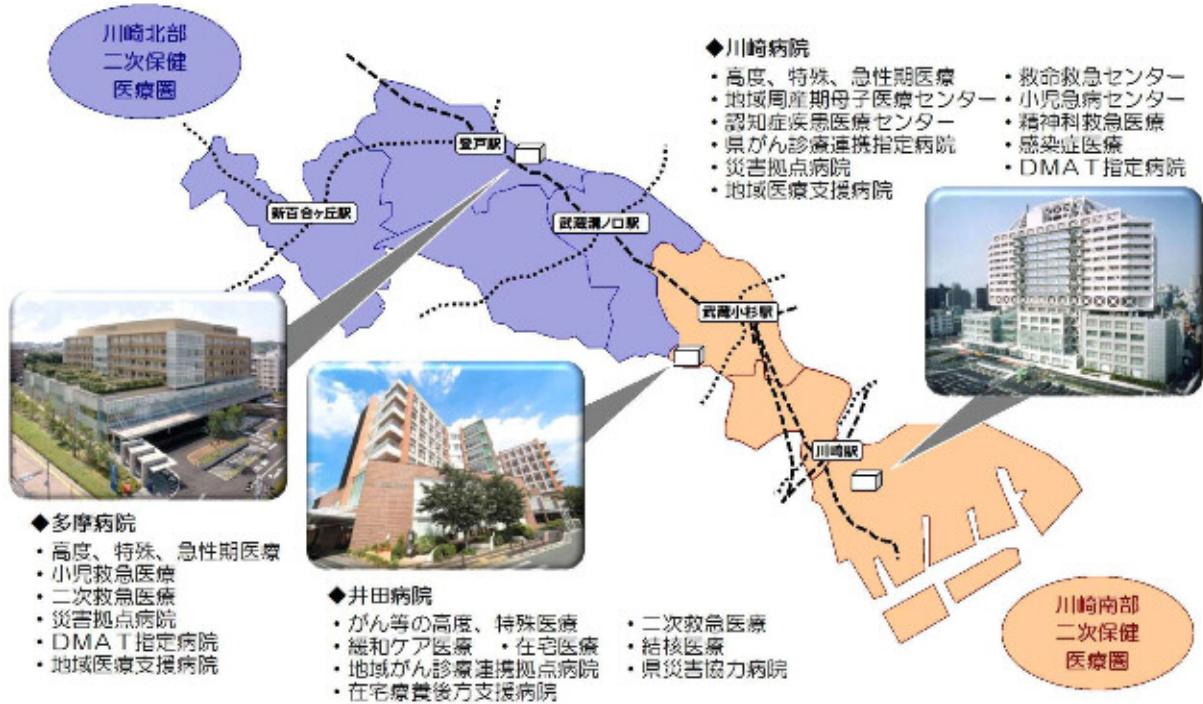 川崎北部
二次保健
医療圏
◆川崎病院
・高度、特殊、急性期医療
・地域周産期母子医療センター
・認知症疾患医療センター
・県がん診療連携指定病院
・災害拠点病院
・地域医療支援病院
・救命救急センター
・小児急病センター
・精神科救急医療
・感染症医療
・DMAT指定病院
登戸駅
新百合ヶ丘駅
武蔵溝ノ口駅
武蔵小杉駅
川崎駅
◆多摩病院
・高度、特殊、急性期医療
・小児救急医療
・二次救急医療
・災害拠点病院
・DMAT指定病院
・地域医療支援病院
◆井田病院
・がん等の高度、特殊医療
・緩和ケア医療 ・在宅医療
・地域がん診療連携拠点病院
・在宅療養後方支援病院
・二次救急医療
・結核医療
・県災害協力病院
川崎南部
二次保健
医療圏